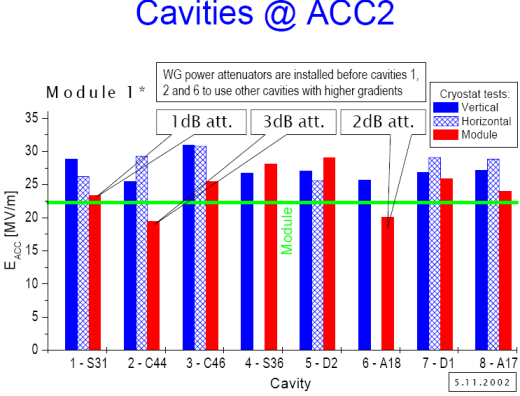 Cavities @ ACC2
Module 1*
WG power attenuators are installed before cavities 1,
2 and 6 to use other cavities with higher gradients
Cryostat tests:
Vertical
Horizontal
Module
1dB att.
3dB att.
2dB att.
35
30
25
20
15
10
5
0
E_ACC [MV/m]
Module
1 - S31
2 - C44
3 - C46
4 - S36
5 - D2
6 - A18
7 - D1
8 - A17
Cavity
5.11.2002